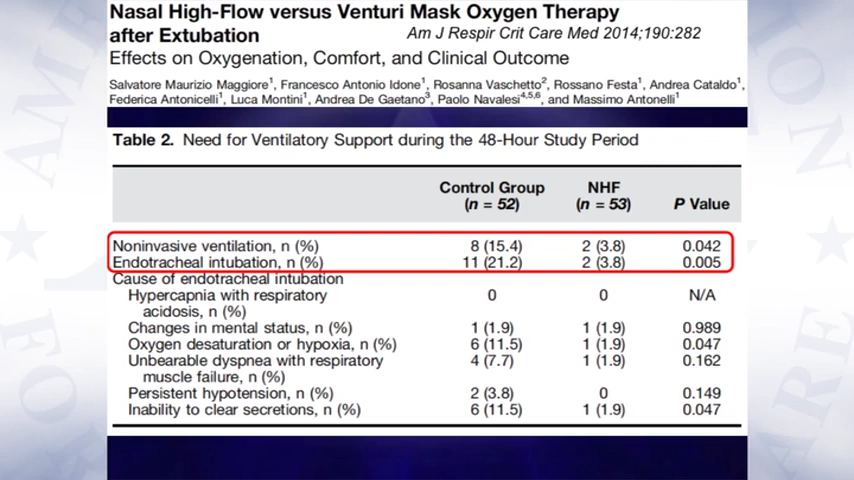 Nasal High-Flow versus Venturi Mask Oxygen Therapy
after Extubation
Am J Respir Crit Care Med 2014;190:282
Effects on Oxygenation, Comfort, and Clinical Outcome
Salvatore Maurizio Maggiore1, Francesco Antonio Idone1, Rosanna Vaschetto2, Rossano Festa1, Andrea Cataldo1,
Federica Antonicelli1, Luca Montini1, Andrea De Gaetano3, Paolo Navalesi4,5,6, and Massimo Antonelli1
Table 2. Need for Ventilatory Support during the 48-Hour Study Period
Control Group (n = 52) NHF (n = 53) P Value
Noninvasive ventilation, n (%) 8 (15.4) 2 (3.8) 0.042
Endotracheal intubation, n (%) 11 (21.2) 2 (3.8) 0.005
Cause of endotracheal intubation
Hypercapnia with respiratory acidosis, n (%) 0 0 N/A
Changes in mental status, n (%) 1 (1.9) 1 (1.9) 0.989
Oxygen desaturation or hypoxia, n (%) 6 (11.5) 1 (1.9) 0.047
Unbearable dyspnea with respiratory muscle failure, n (%) 4 (7.7) 1 (1.9) 0.162
Persistent hypotension, n (%) 2 (3.8) 0 0.149
Inability to clear secretions, n (%) 6 (11.5) 1 (1.9) 0.047